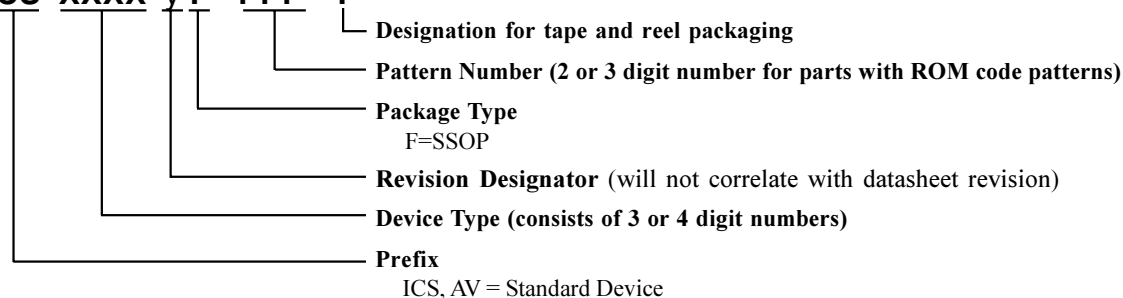 Designation for tape and reel packaging
Pattern Number (2 or 3 digit number for parts with ROM code patterns)
Package Type
F=SSOP
Revision Designator (will not correlate with datasheet revision)
Device Type (consists of 3 or 4 digit numbers)
Prefix
ICS, AV = Standard Device